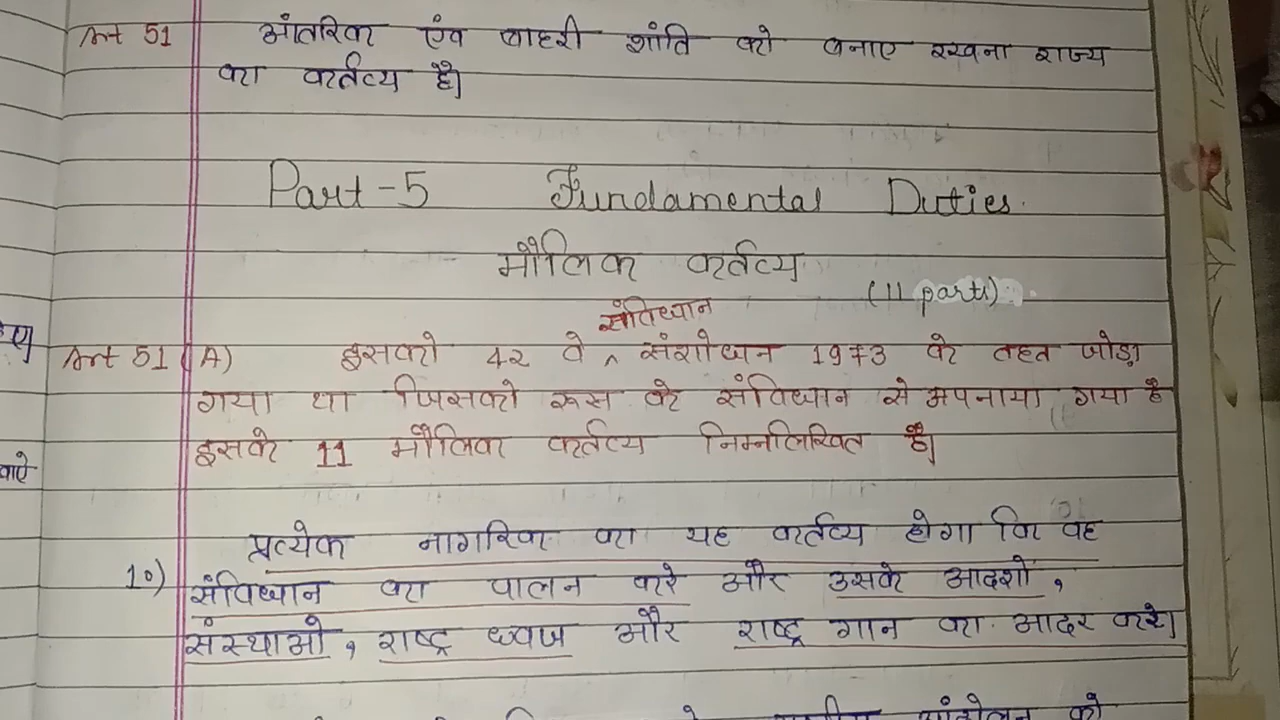 Art 51 आंतरिक एंव बाहरी शांति को बनाए रखना राज्य
का कर्तव्य है।
Part-5 Fundamental Duties.
मौलिक कर्तव्य
(11 parts)
संविधान
Art 51 (A) इसको 42 वे ^ संशोधन 1973 के तहत जोड़ा
गया था जिसको रूस के संविधान से अपनाया गया है
इसके 11 मौलिक कर्तव्य निम्नलिखित है।
प्रत्येक नागरिक का यह कर्तव्य होगा कि वह
10) संविधान का पालन करे और उसके आदर्शो,
संस्थाओ, राष्ट्र ध्वज और राष्ट्र गान का आदर करे।